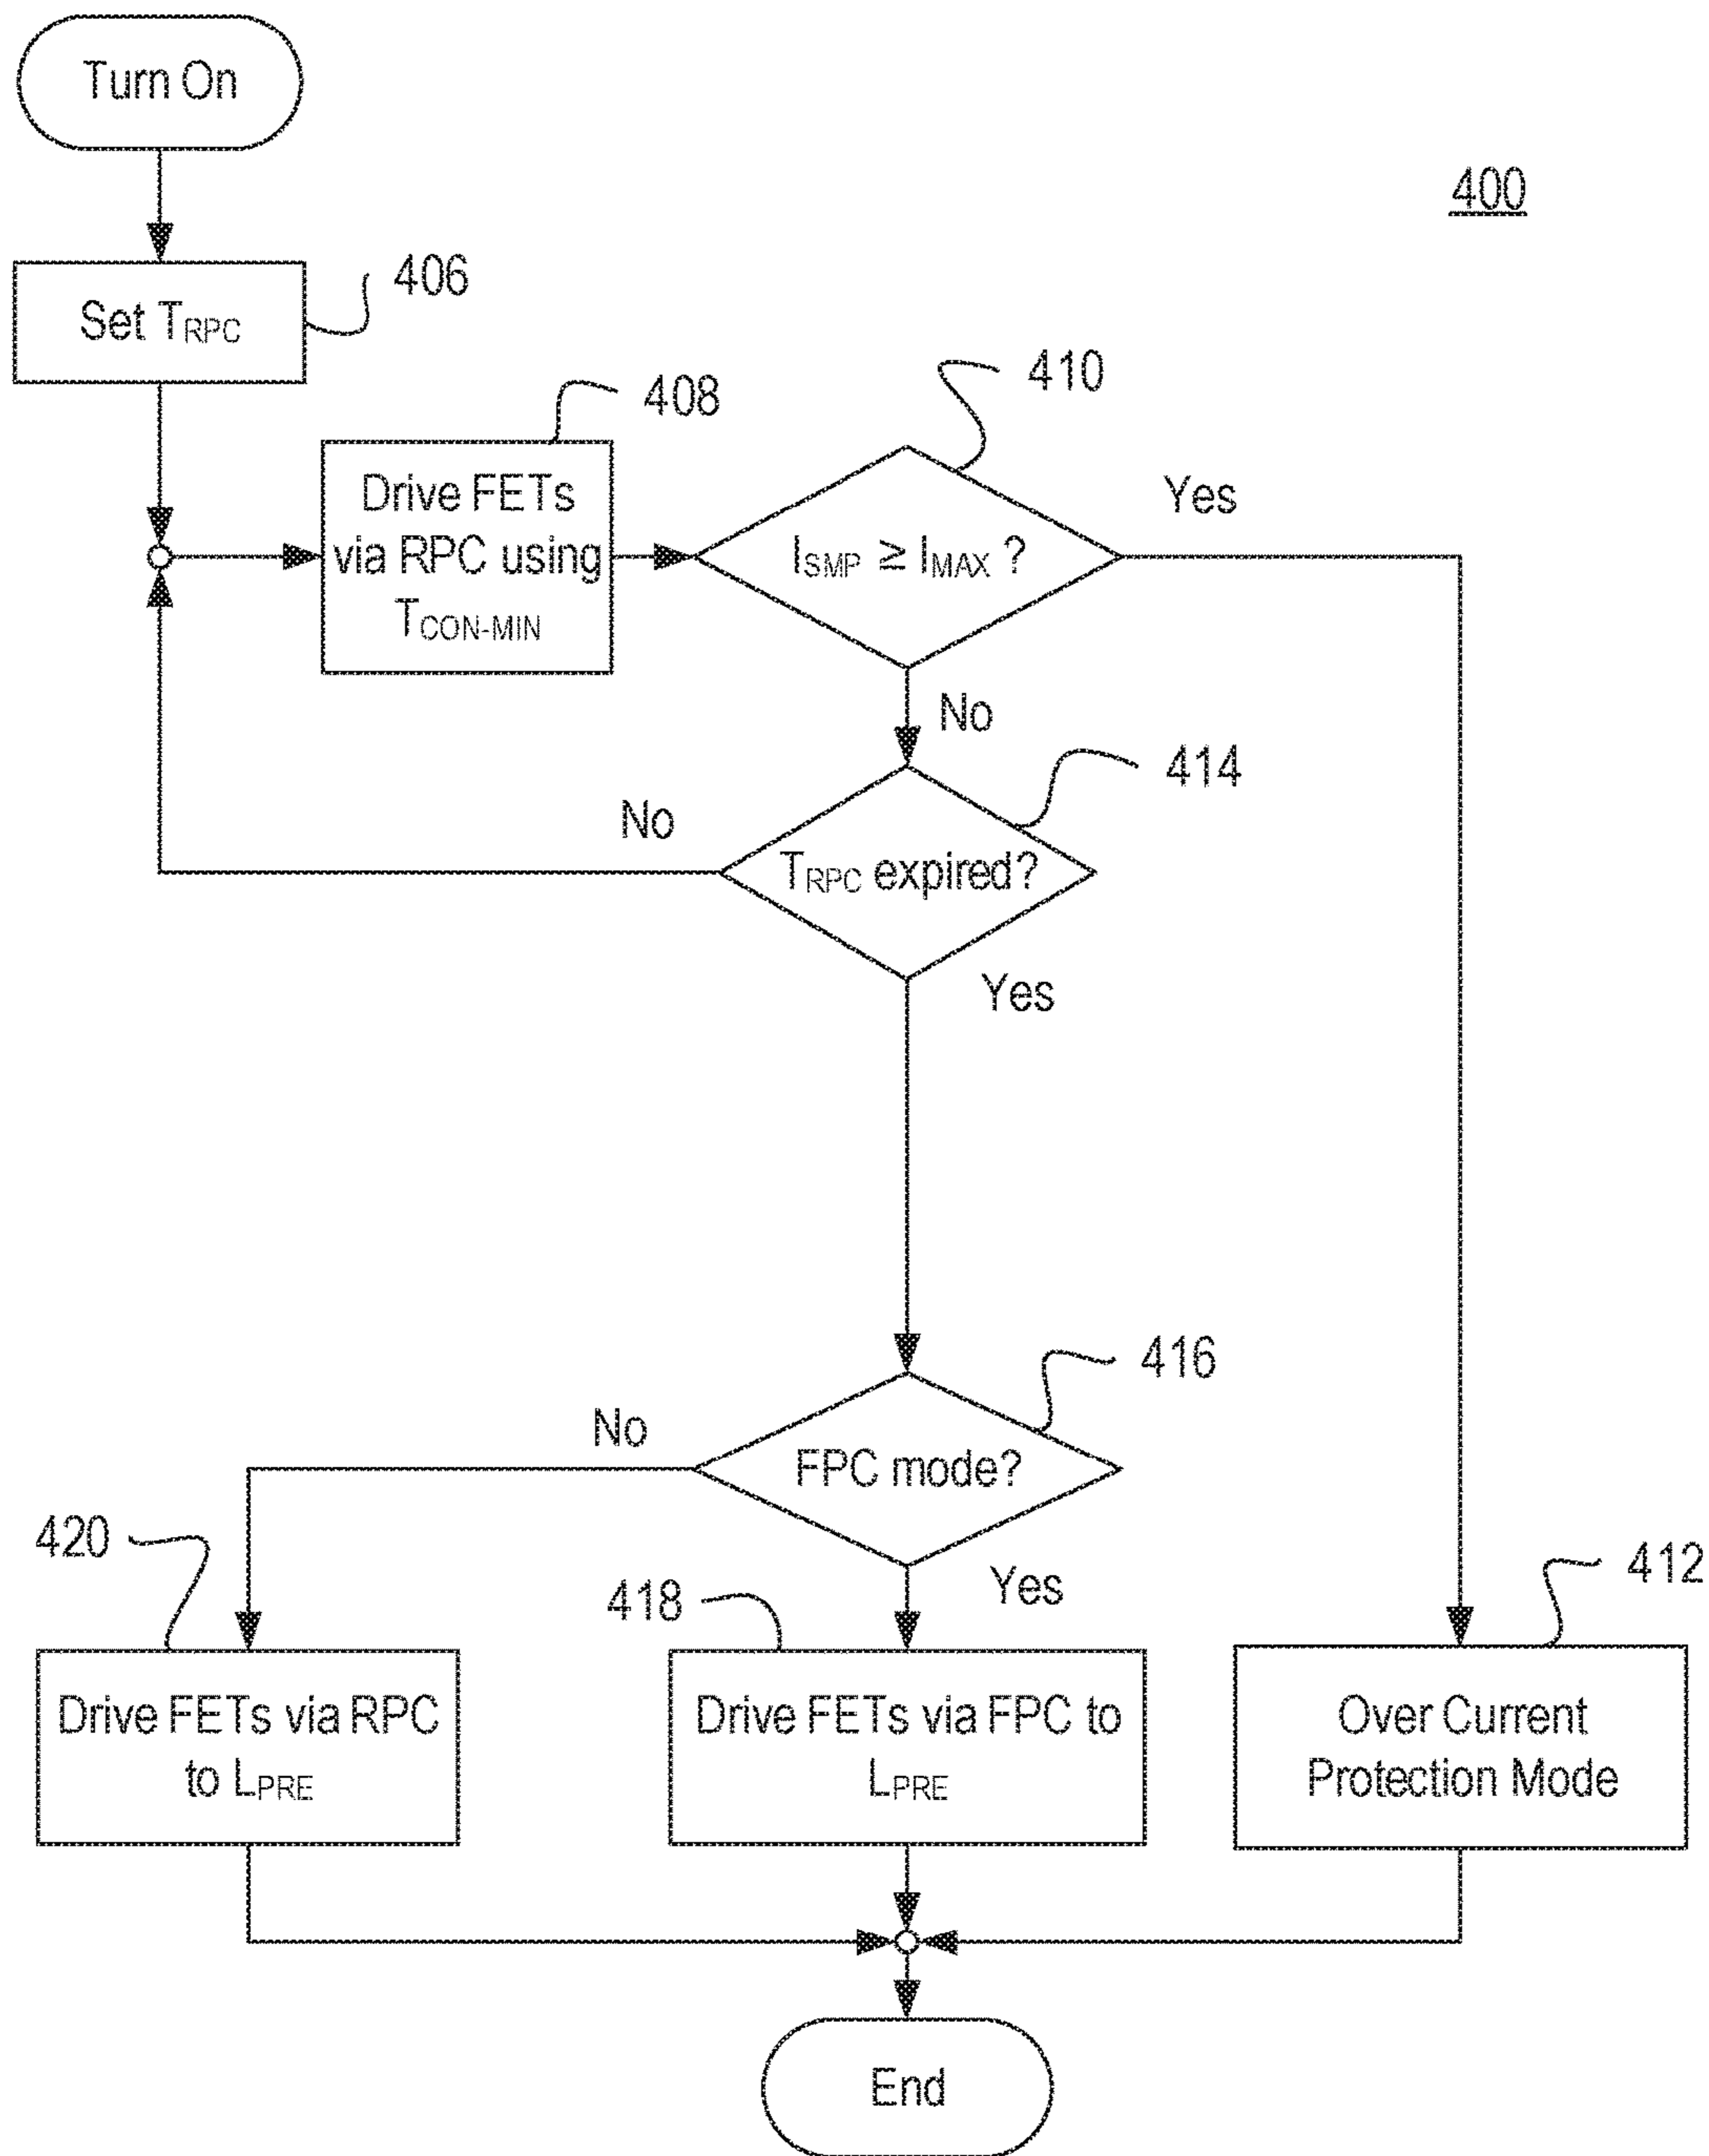 Turn On
400
Set TRPC
406
408
410
Drive FETs
via RPC using
TCON-MIN
ISMP ≥ IMAX ?
Yes
No
414
No
TRPC expired?
Yes
416
No
FPC mode?
420
418
Yes
412
Drive FETs via RPC
to LPRE
Drive FETs via FPC to
LPRE
Over Current
Protection Mode
End